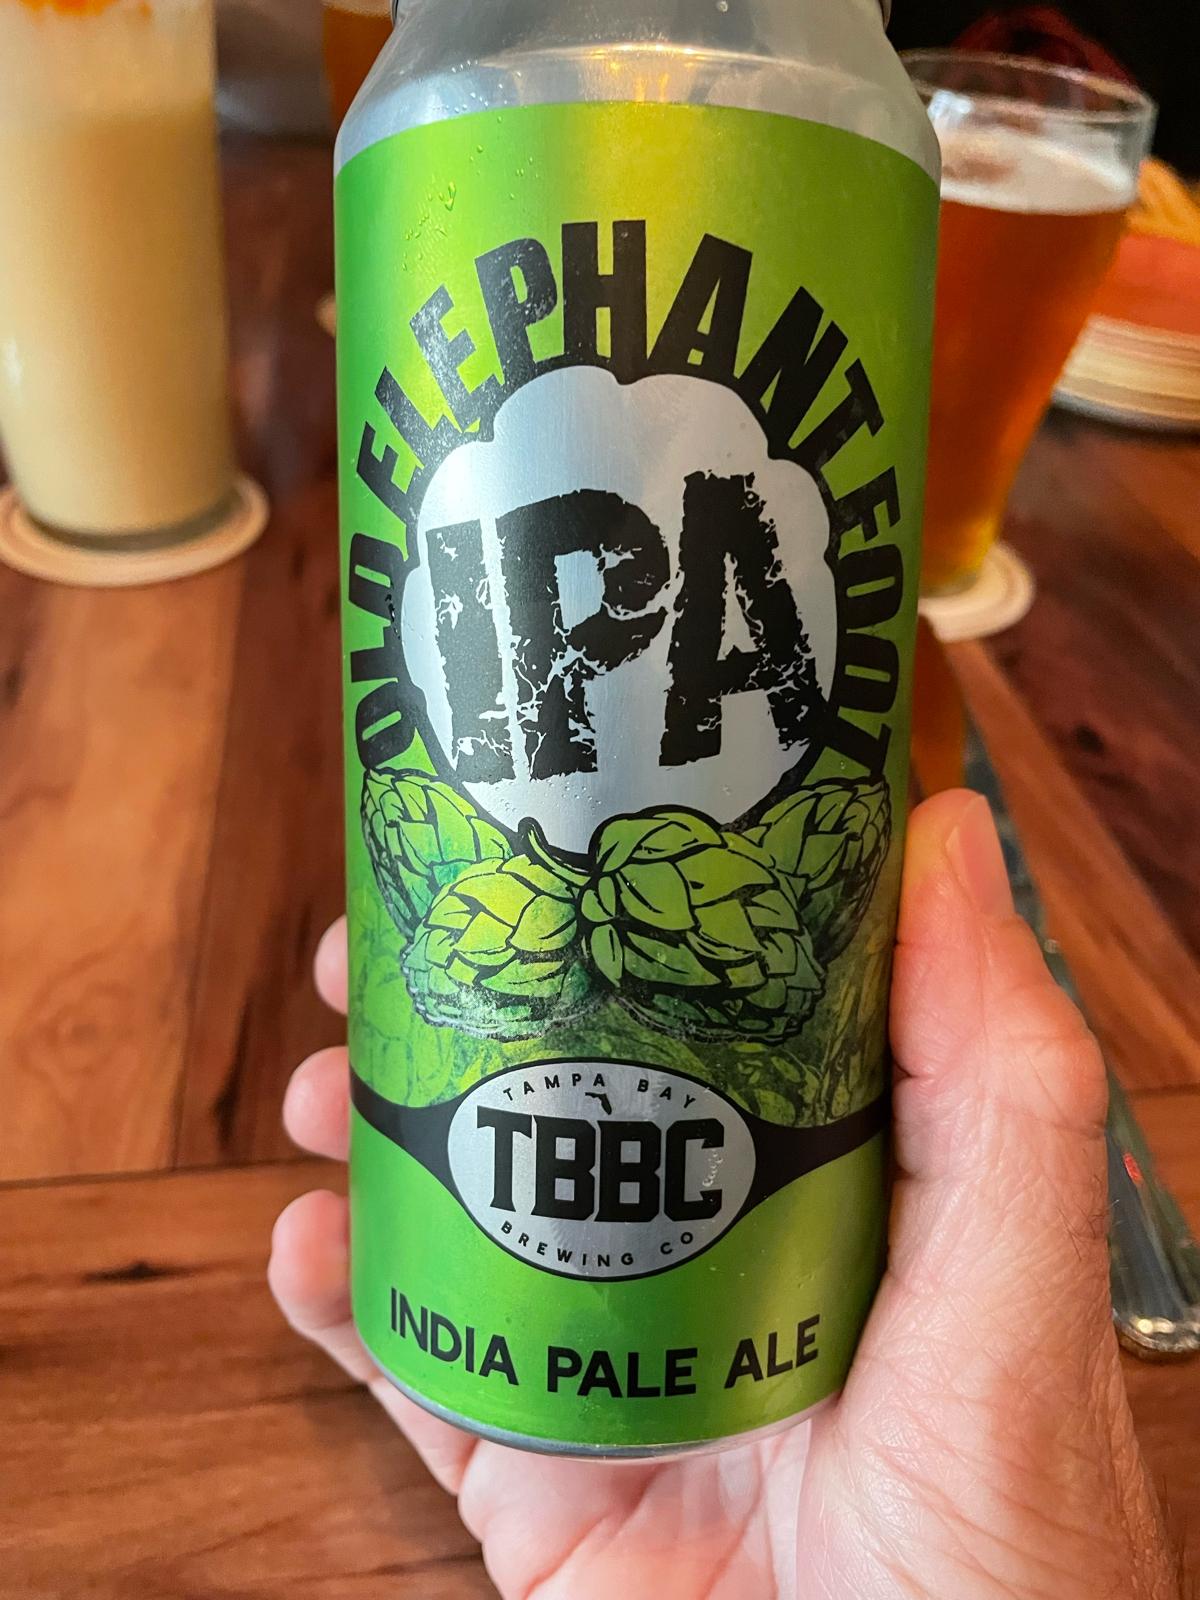 OLD ELEPHANT FOOT
IPA
TAMPA BAY
TBBC
BREWING CO
INDIA PALE ALE